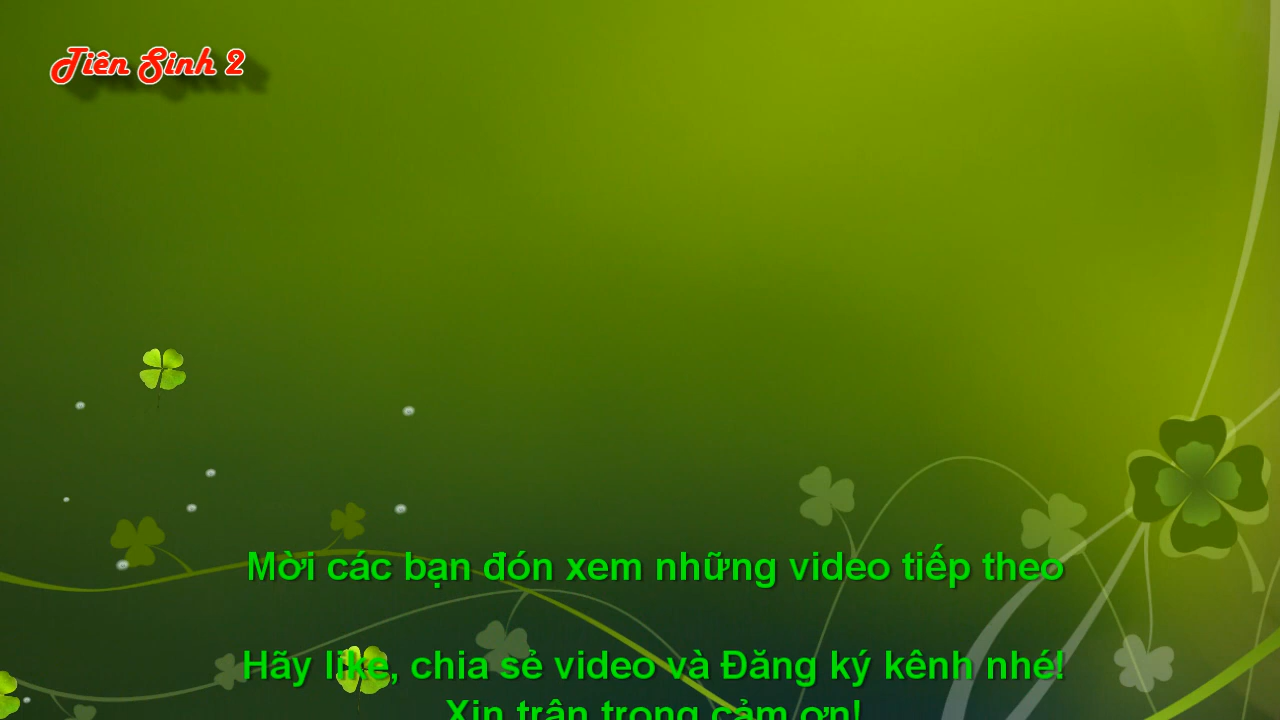 Tiên Sinh 2
Mời các bạn đón xem những video tiếp theo
Hãy like, chia sẻ video và Đăng ký kênh nhé!
Xin trân trọng cảm ơn!